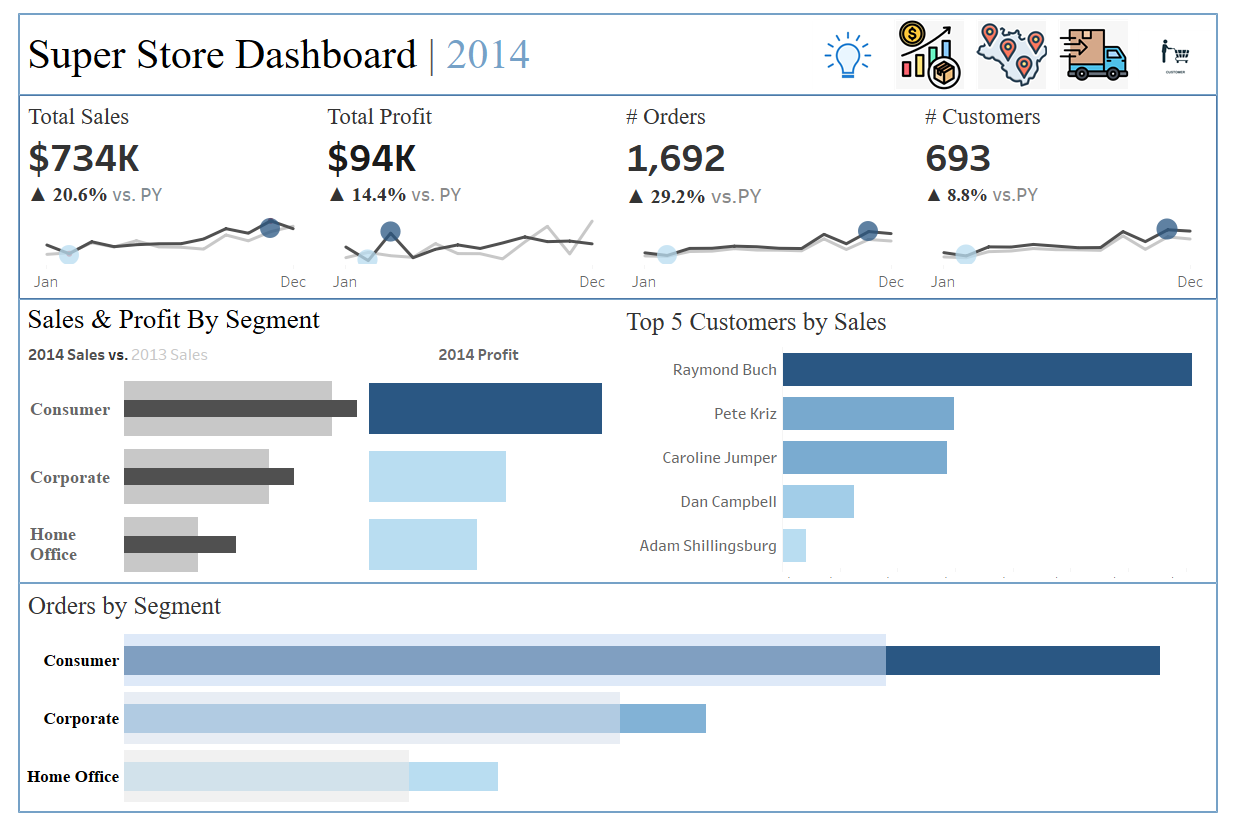 Super Store Dashboard | 2014
CUSTOMER
Total Sales
$734K
▲ 20.6% vs. PY
Jan Dec
Total Profit
$94K
▲ 14.4% vs. PY
Jan Dec
# Orders
1,692
▲ 29.2% vs.PY
Jan Dec
# Customers
693
▲ 8.8% vs.PY
Jan Dec
Sales & Profit By Segment
2014 Sales vs. 2013 Sales
2014 Profit
Consumer
Corporate
Home
Office
Top 5 Customers by Sales
Raymond Buch
Pete Kriz
Caroline Jumper
Dan Campbell
Adam Shillingsburg
Orders by Segment
Consumer
Corporate
Home Office